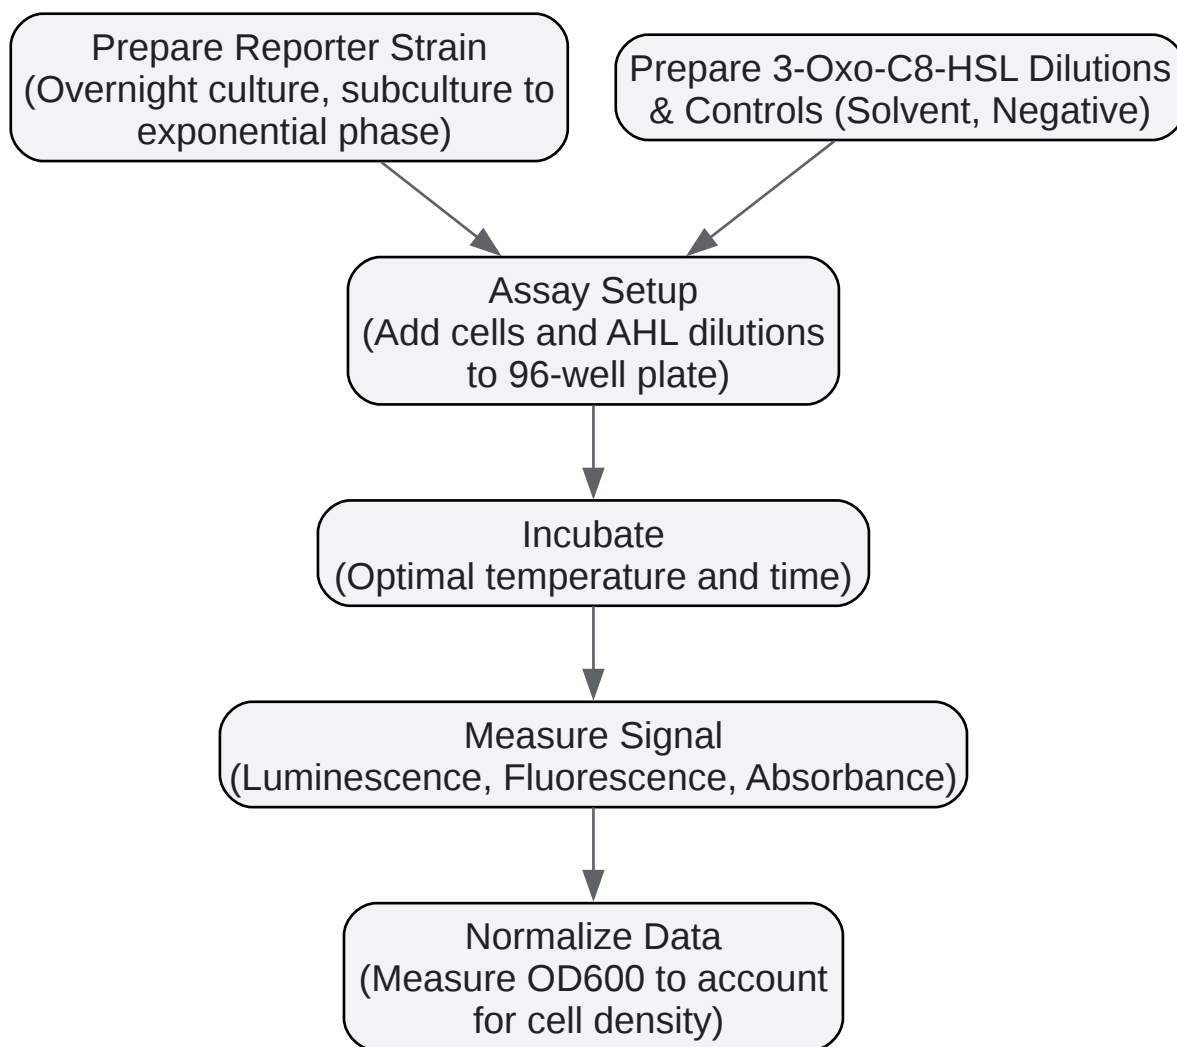 Prepare Reporter Strain
(Overnight culture, subculture to
exponential phase)
Prepare 3-Oxo-C8-HSL Dilutions
& Controls (Solvent, Negative)
Assay Setup
(Add cells and AHL dilutions
to 96-well plate)
Incubate
(Optimal temperature and time)
Measure Signal
(Luminescence, Fluorescence, Absorbance)
Normalize Data
(Measure OD600 to account
for cell density)